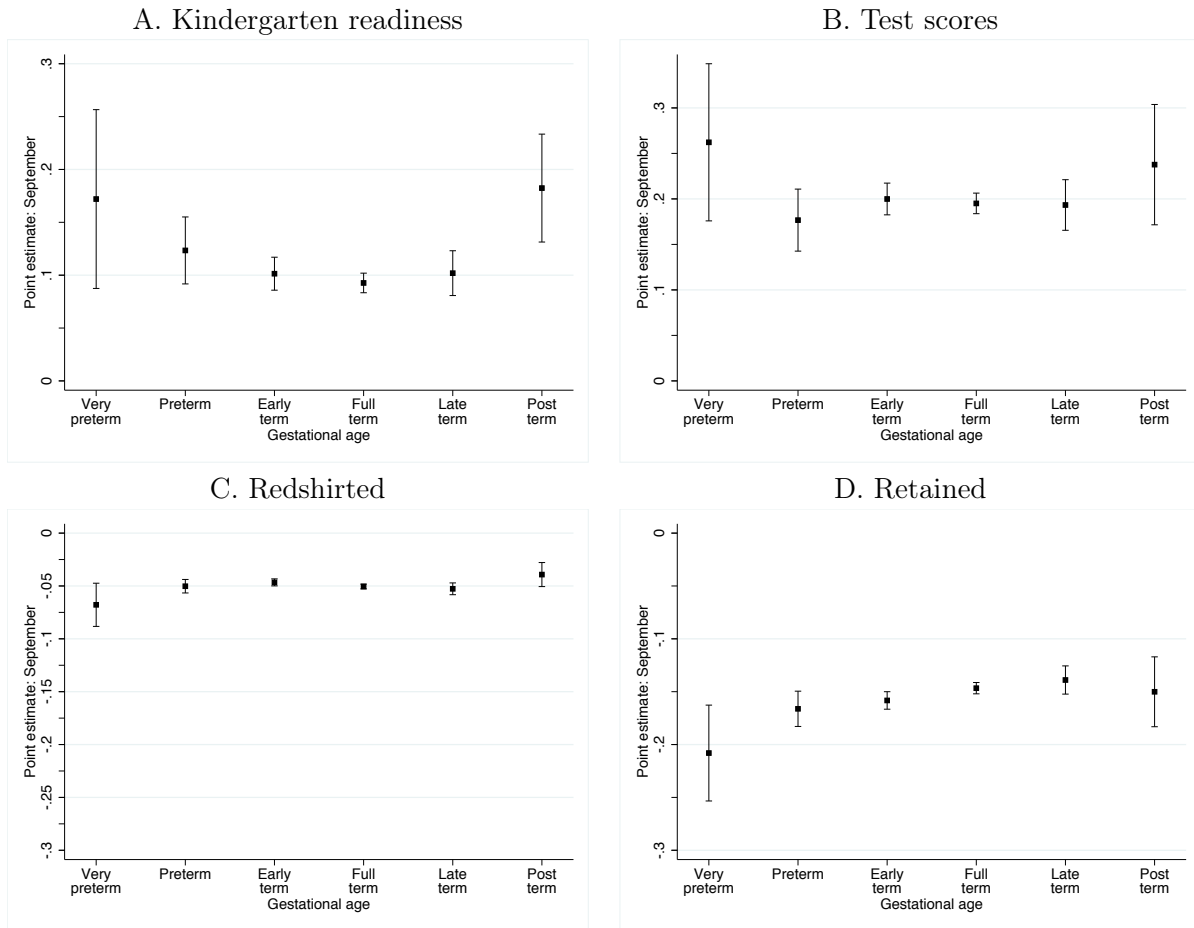 A. Kindergarten readiness
Point estimate: September
.3
.2
.1
0
Very preterm
Preterm
Early term
Full term
Late term
Post term
Gestational age
B. Test scores
Point estimate: September
.3
.2
.1
0
Very preterm
Preterm
Early term
Full term
Late term
Post term
Gestational age
C. Redshirted
Point estimate: September
0
-.05
-.1
-.15
-.2
-.25
-.3
Very preterm
Preterm
Early term
Full term
Late term
Post term
Gestational age
D. Retained
Point estimate: September
0
-.1
-.2
-.3
Very preterm
Preterm
Early term
Full term
Late term
Post term
Gestational age